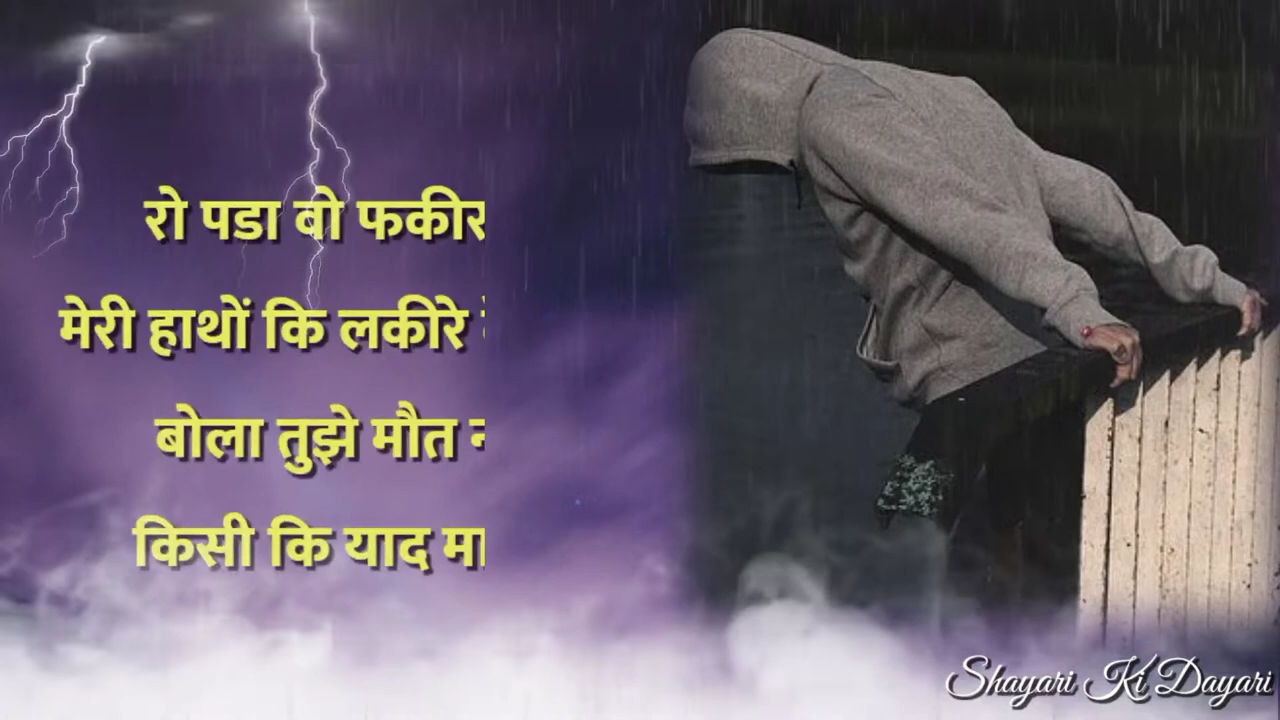 रो पडा वो फकीर
मेरी हाथों कि लकीरे
बोला तुझे मौत
किसी कि याद
Shayari Ki Dayari